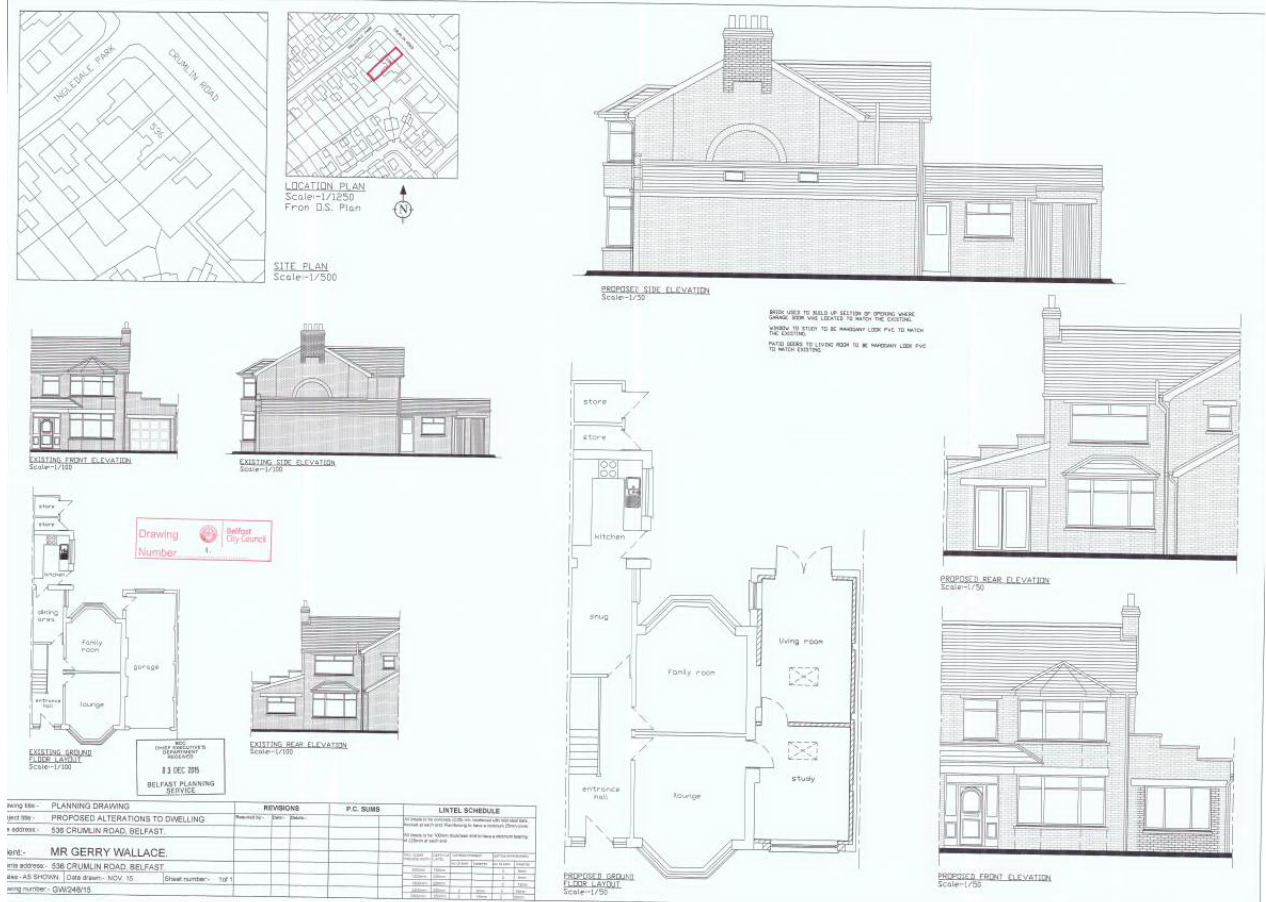 INGLEDALE PARK
CRUMLIN ROAD
536
LOCATION PLAN
Scale:-1/1250
From O.S. Plan
N
SITE PLAN
Scale:-1/500
PROPOSED SIDE ELEVATION
Scale:-1/50
BRICK USED TO BUILD UP SECTION OF OPENING WHERE
GARAGE DOOR WAS LOCATED TO MATCH THE EXISTING.
WINDOW TO STUDY TO BE MAHOGANY LOOK PVC TO MATCH
THE EXISTING.
PATIO DOORS TO LIVING ROOM TO BE MAHOGANY LOOK PVC
TO MATCH EXISTING.
EXISTING FRONT ELEVATION
Scale:-1/100
EXISTING SIDE ELEVATION
Scale:-1/100
store
store
kitchen
dining
area
family
room
garage
entrance
hall
lounge
EXISTING GROUND
FLOOR LAYOUT
Scale:-1/100
Drawing
Number
Belfast
City Council
EXISTING REAR ELEVATION
Scale:-1/100
CHIEF EXECUTIVE'S
DEPARTMENT
RECEIVED
03 DEC 2015
BELFAST PLANNING
SERVICE
store
store
kitchen
snug
family room
living room
entrance
hall
lounge
study
PROPOSED GROUND
FLOOR LAYOUT
Scale:-1/50
PROPOSED REAR ELEVATION
Scale:-1/50
PROPOSED FRONT ELEVATION
Scale:-1/50
PLANNING DRAWING
PROPOSED ALTERATIONS TO DWELLING
536 CRUMLIN ROAD, BELFAST.
MR GERRY WALLACE.
536 CRUMLIN ROAD, BELFAST.
AS SHOWN Date drawn:- NOV. 15 Sheet number:- 1of 1
GW/246/15
REVISIONS
P.C. SUMS
LINTEL SCHEDULE